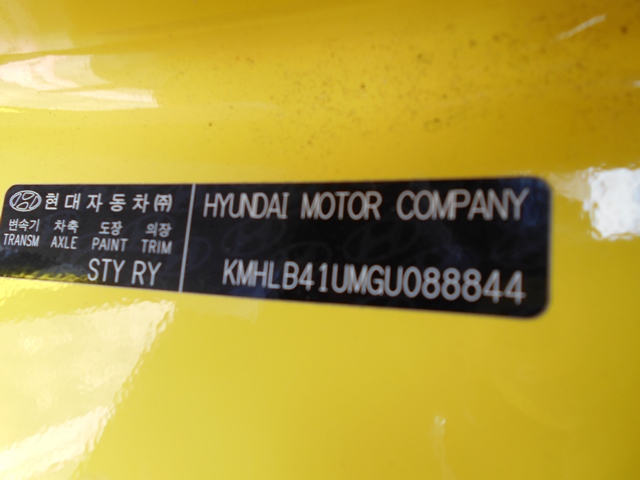 현대자동차㈜
변속기 차축 도장 의장
TRANSM AXLE PAINT TRIM
STY RY
HYUNDAI MOTOR COMPANY
KMHLB41UMGU088844